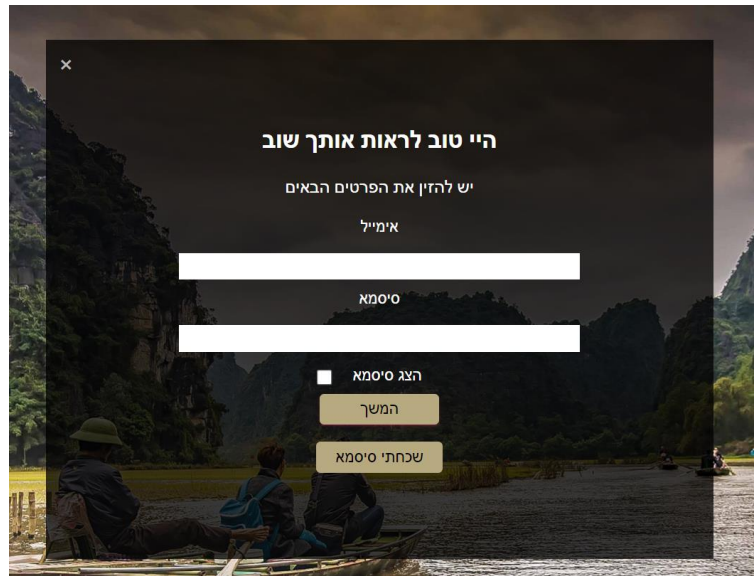 ×
היי טוב לראות אותך שוב
יש להזין את הפרטים הבאים
אימייל
סיסמא
הצג סיסמא
המשך
שכחתי סיסמא